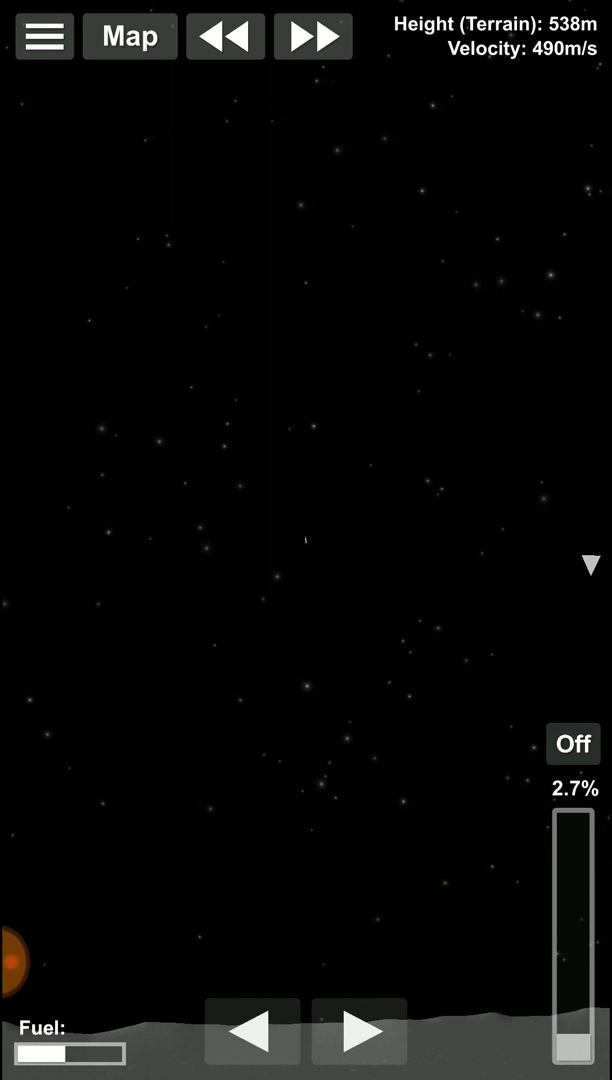 Map
Height (Terrain): 538m
Velocity: 490m/s
Off
2.7%
Fuel: